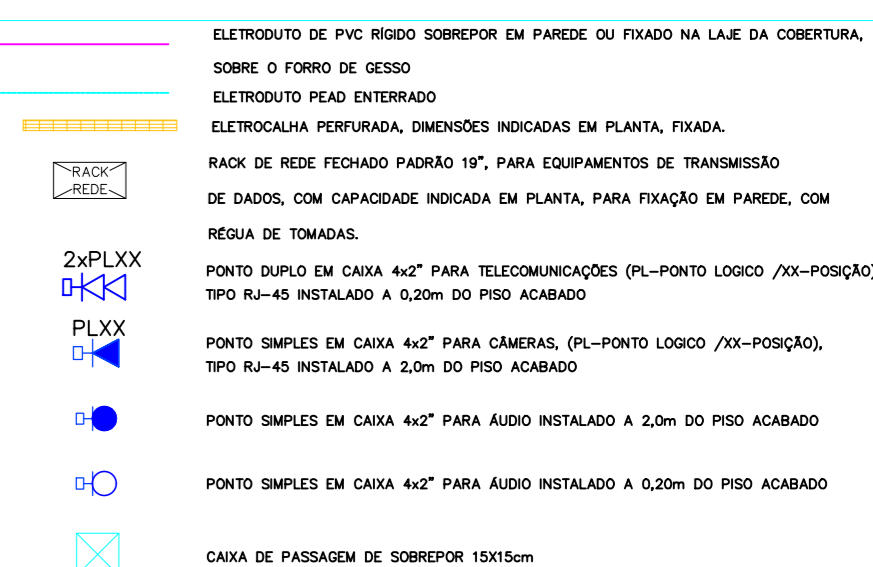 ELETRODUTO DE PVC RÍGIDO SOBREPOR EM PAREDE OU FIXADO NA LAJE DA COBERTURA,
SOBRE O FORRO DE GESSO
ELETRODUTO PEAD ENTERRADO
ELETROCALHA PERFURADA, DIMENSÕES INDICADAS EM PLANTA, FIXADA.
RACK
REDE
RACK DE REDE FECHADO PADRÃO 19", PARA EQUIPAMENTOS DE TRANSMISSÃO
DE DADOS, COM CAPACIDADE INDICADA EM PLANTA, PARA FIXAÇÃO EM PAREDE, COM
RÉGUA DE TOMADAS.
2xPLXX
PONTO DUPLO EM CAIXA 4x2" PARA TELECOMUNICAÇÕES (PL-PONTO LOGICO /XX-POSIÇÃO)
TIPO RJ-45 INSTALADO A 0,20m DO PISO ACABADO
PLXX
PONTO SIMPLES EM CAIXA 4x2" PARA CÂMERAS, (PL-PONTO LOGICO /XX-POSIÇÃO),
TIPO RJ-45 INSTALADO A 2,0m DO PISO ACABADO
PONTO SIMPLES EM CAIXA 4x2" PARA ÁUDIO INSTALADO A 2,0m DO PISO ACABADO
PONTO SIMPLES EM CAIXA 4x2" PARA ÁUDIO INSTALADO A 0,20m DO PISO ACABADO
CAIXA DE PASSAGEM DE SOBREPOR 15X15cm